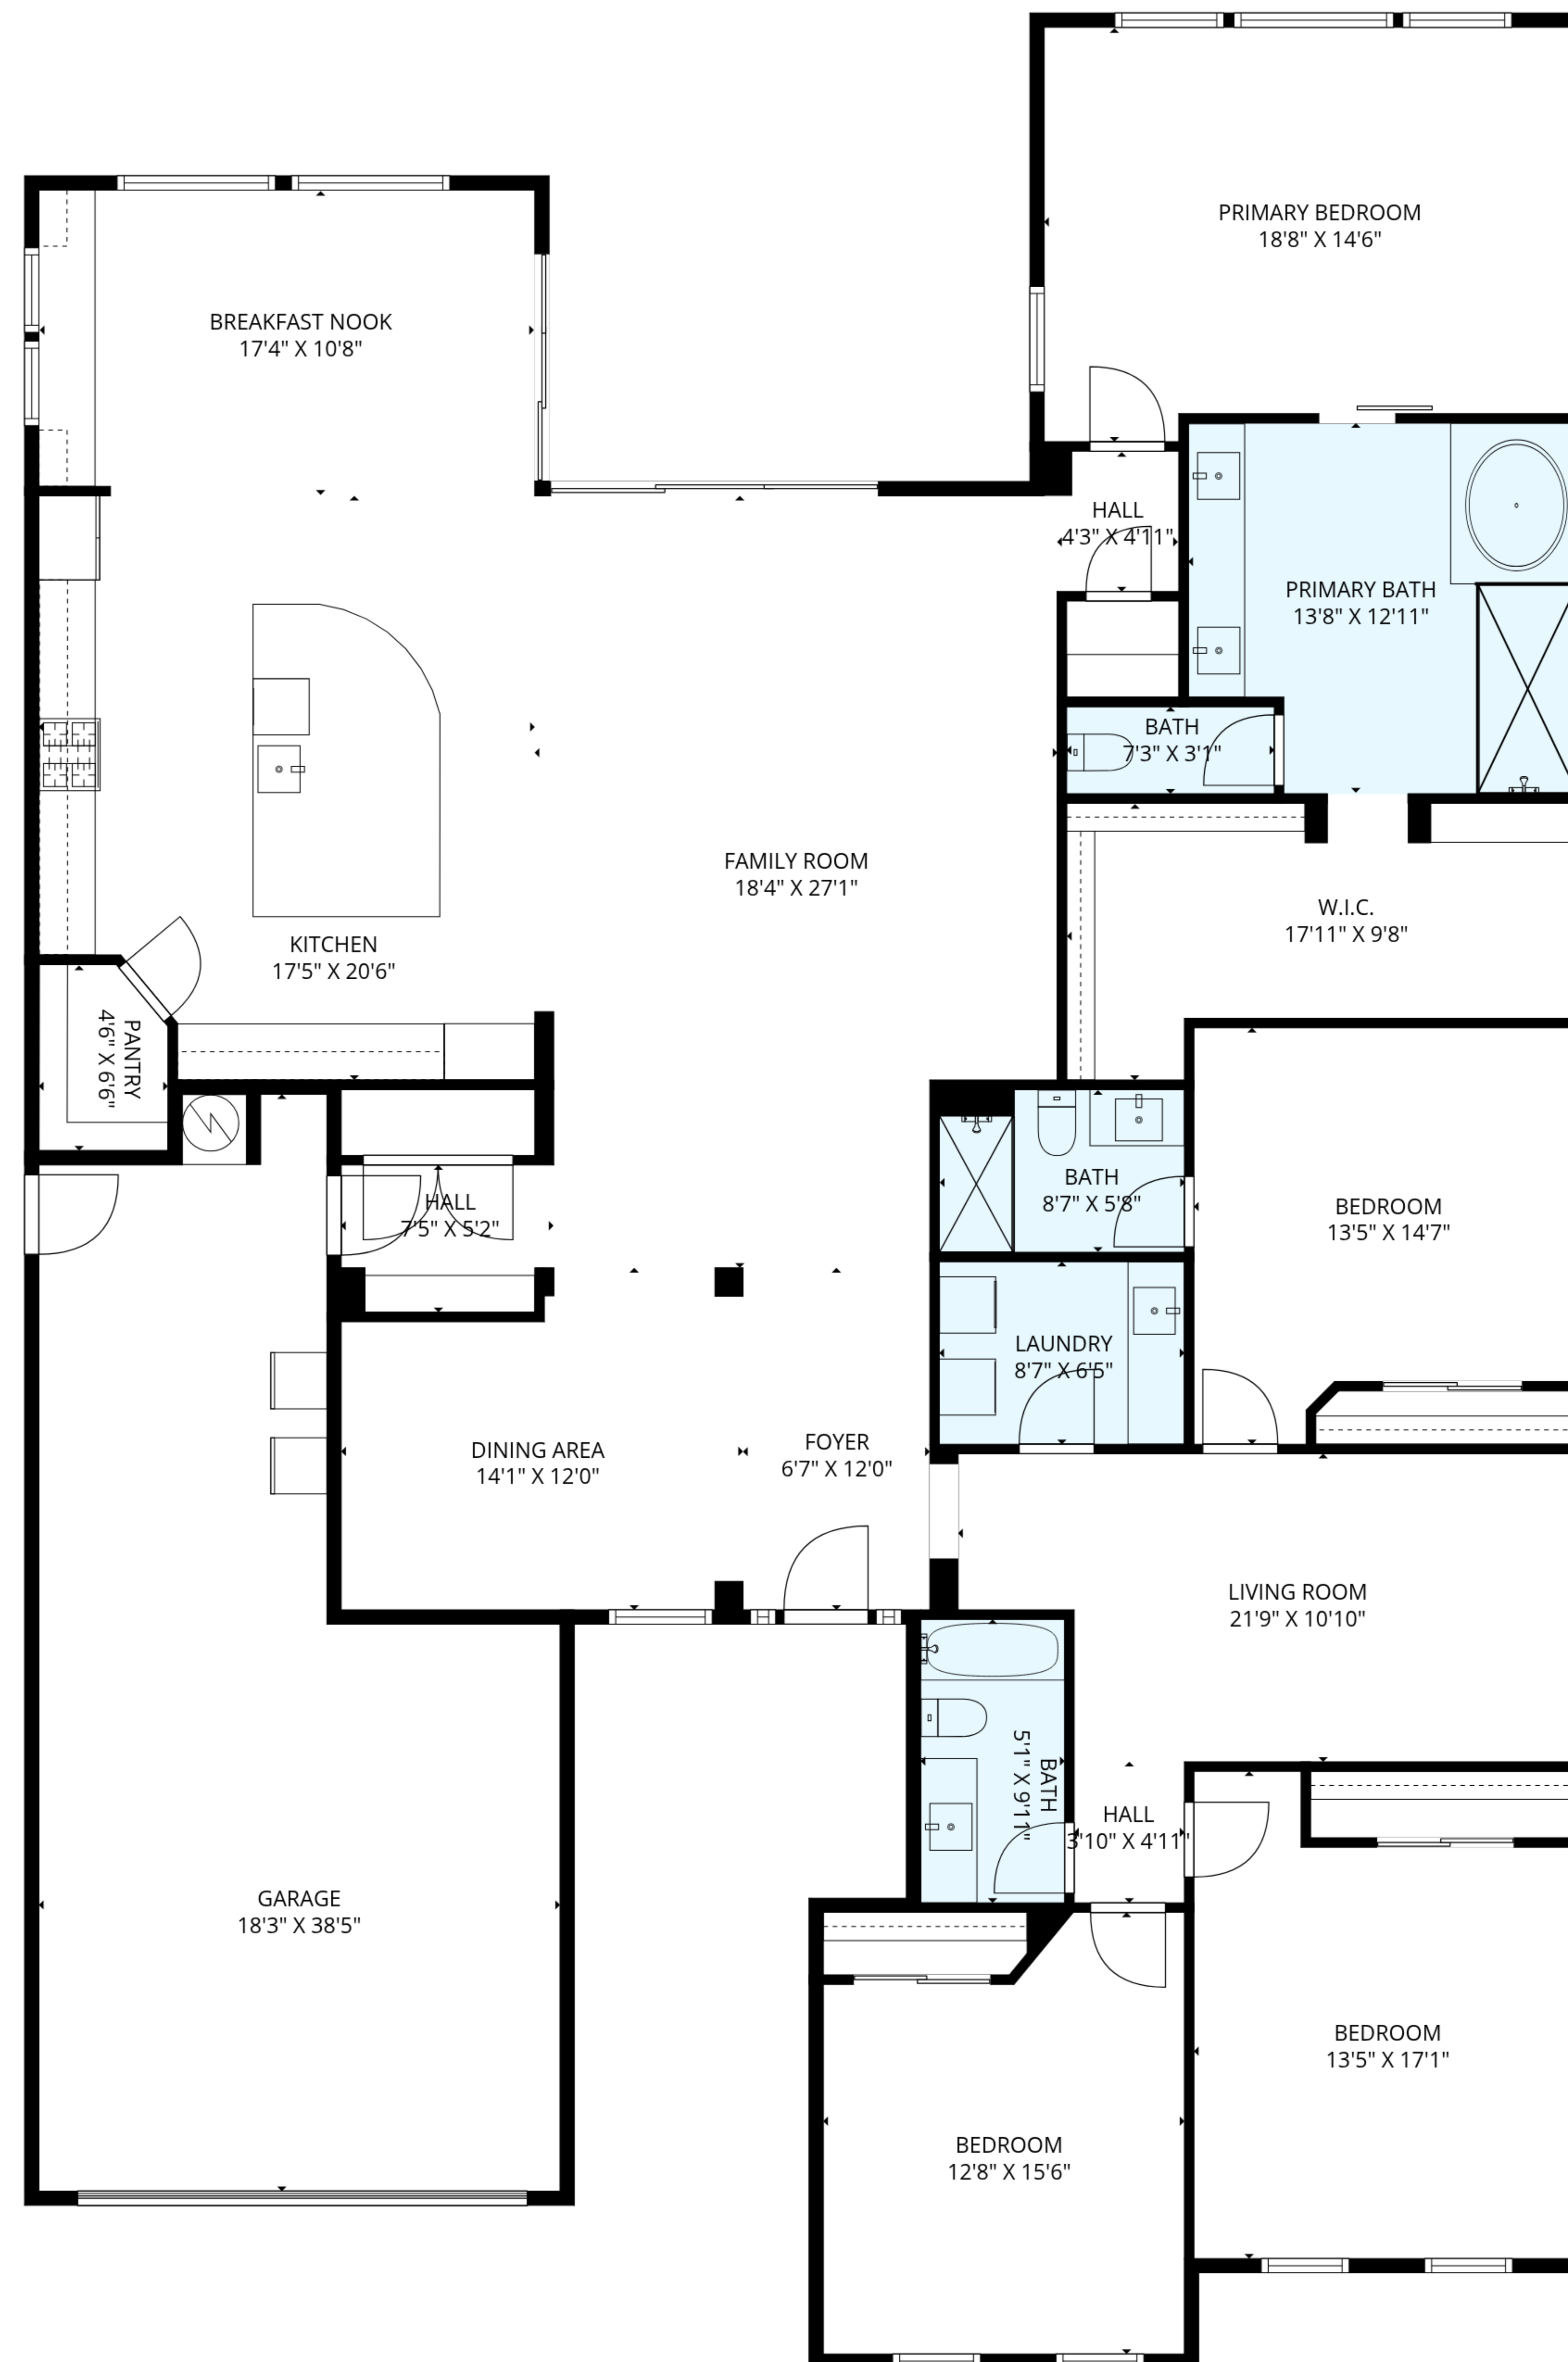 PRIMARY BEDROOM
18'8" X 14'6"
BREAKFAST NOOK
17'4" X 10'8"
HALL
4'3" X 4'11"
PRIMARY BATH
13'8" X 12'11"
BATH
7'3" X 3'1"
FAMILY ROOM
18'4" X 27'1"
W.I.C.
17'11" X 9'8"
KITCHEN
17'5" X 20'6"
PANTRY
4'6" X 6'6"
BATH
8'7" X 5'8"
HALL
7'5" X 5'2"
BEDROOM
13'5" X 14'7"
LAUNDRY
8'7" X 6'5"
DINING AREA
14'1" X 12'0"
FOYER
6'7" X 12'0"
LIVING ROOM
21'9" X 10'10"
BATH
5'1" X 9'11"
HALL
3'10" X 4'11"
GARAGE
18'3" X 38'5"
BEDROOM
13'5" X 17'1"
BEDROOM
12'8" X 15'6"